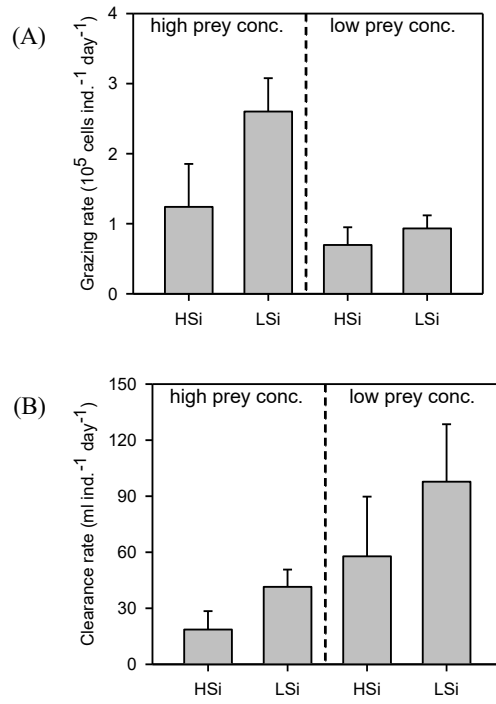 (A)
high prey conc.
low prey conc.
Grazing rate (10⁵ cells ind.⁻¹ day⁻¹)
4
3
2
1
0
HSi
LSi
HSi
LSi
(B)
high prey conc.
low prey conc.
Clearance rate (ml ind.⁻¹ day⁻¹)
150
120
90
60
30
0
HSi
LSi
HSi
LSi